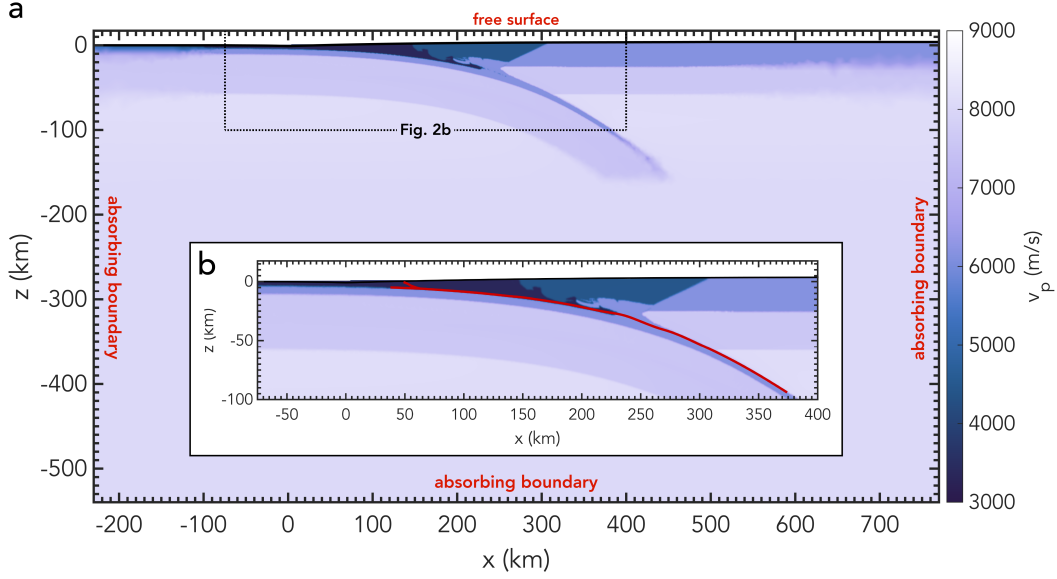 a
free surface
0
-100
-200
-300
-400
-500
z (km)
absorbing boundary
Fig. 2b
absorbing boundary
b
0
-50
-100
z (km)
-50 0 50 100 150 200 250 300 350 400
x (km)
absorbing boundary
-200 -100 0 100 200 300 400 500 600 700
x (km)
9000
8000
7000
6000
5000
4000
3000
vₚ (m/s)